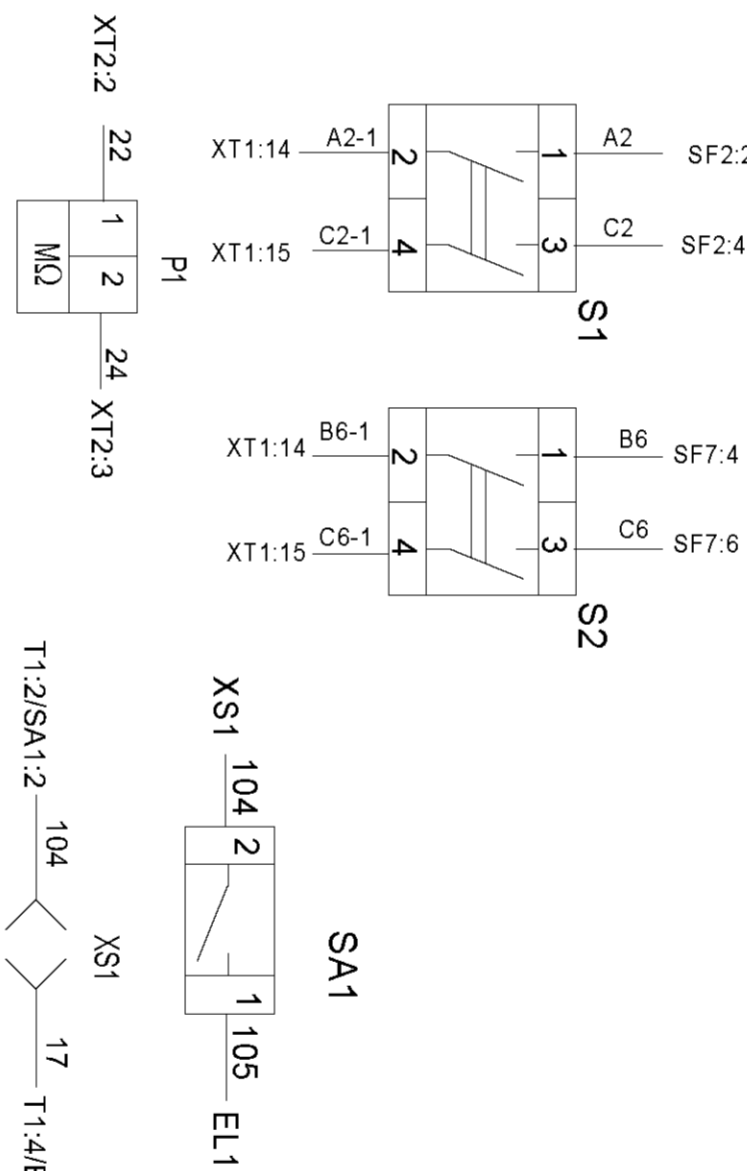 XT2:2
22
1
2
MΩ
P1
24
XT2:3
XT1:14 A2-1 2 1 A2 SF2:2
XT1:15 C2-1 4 3 C2 SF2:4
S1
XT1:14 B6-1 2 1 B6 SF7:4
XT1:15 C6-1 4 3 C6 SF7:6
S2
XS1
104
2
1
105
EL1
SA1
T1:2/SA1:2
104
XS1
17
T1:4/